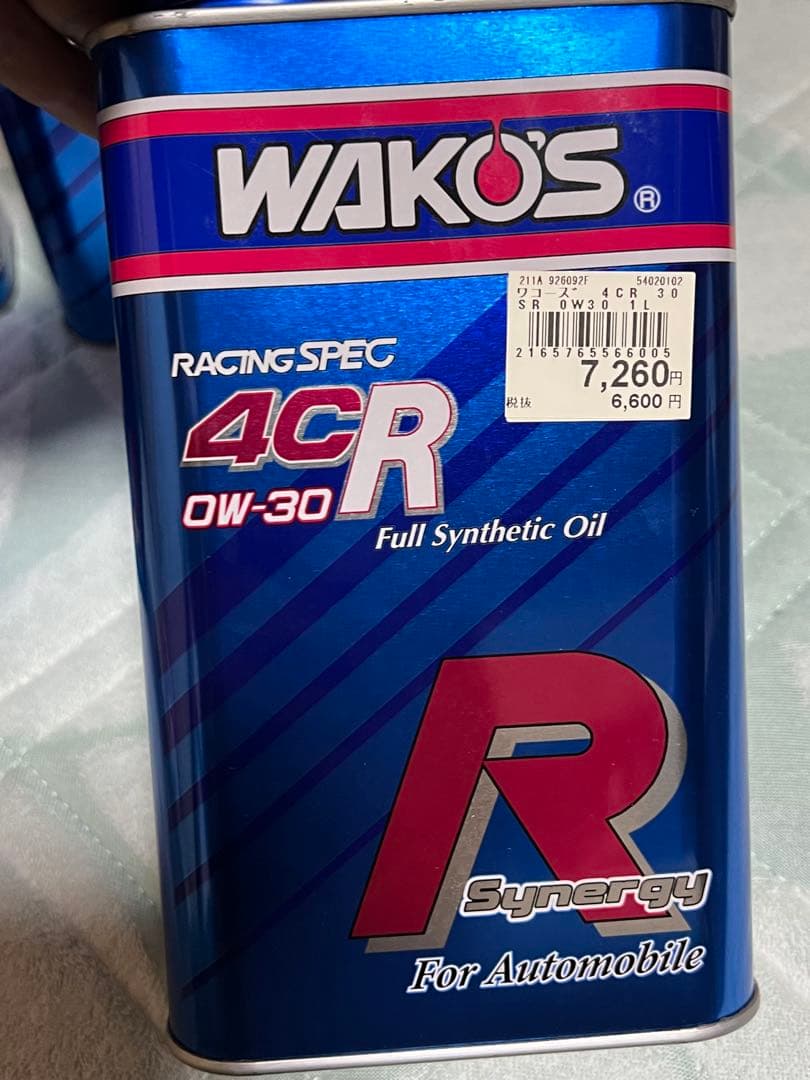 WAKO'S®
211A 926092F 54020102
ワコーズ 4CR 30
SR 0W30 1L
2165765566005
7,260円
税抜 6,600円
RACING SPEC
4CR
0W-30
Full Synthetic Oil
R
Synergy
For Automobile